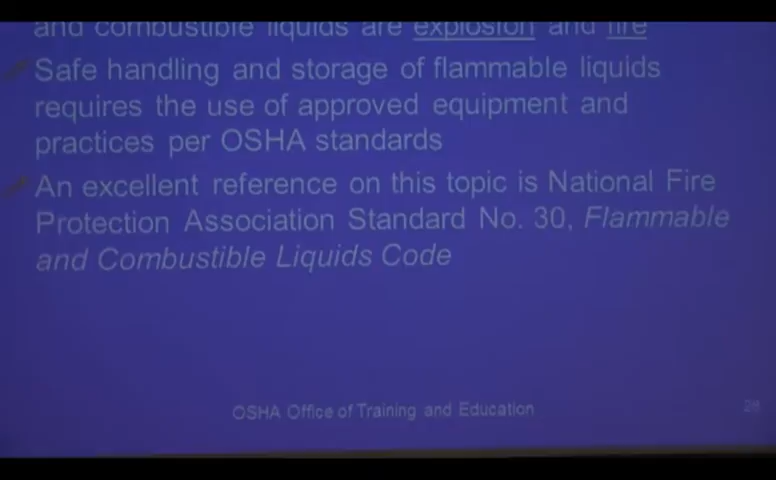 and combustible liquids are explosion and fire
Safe handling and storage of flammable liquids
requires the use of approved equipment and
practices per OSHA standards
An excellent reference on this topic is National Fire
Protection Association Standard No. 30, Flammable
and Combustible Liquids Code
OSHA Office of Training and Education